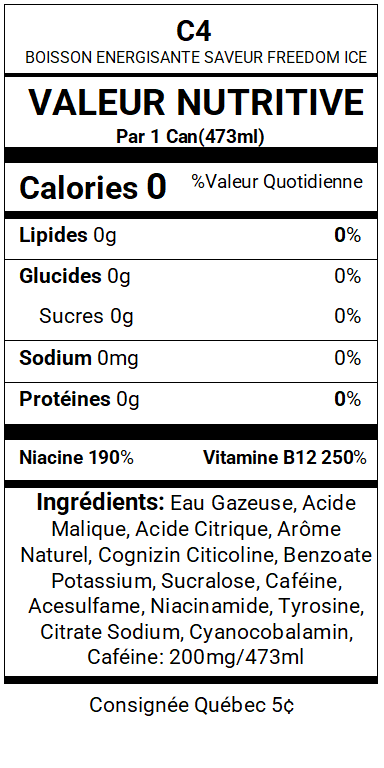 C4
BOISSON ENERGISANTE SAVEUR FREEDOM ICE
VALEUR NUTRITIVE
Par 1 Can(473ml)
Calories 0 %Valeur Quotidienne
Lipides 0g 0%
Glucides 0g 0%
Sucres 0g 0%
Sodium 0mg 0%
Protéines 0g 0%
Niacine 190% Vitamine B12 250%
Ingrédients: Eau Gazeuse, Acide
Malique, Acide Citrique, Arôme
Naturel, Cognizin Citicoline, Benzoate
Potassium, Sucralose, Caféine,
Acesulfame, Niacinamide, Tyrosine,
Citrate Sodium, Cyanocobalamin,
Caféine: 200mg/473ml
Consignée Québec 5¢